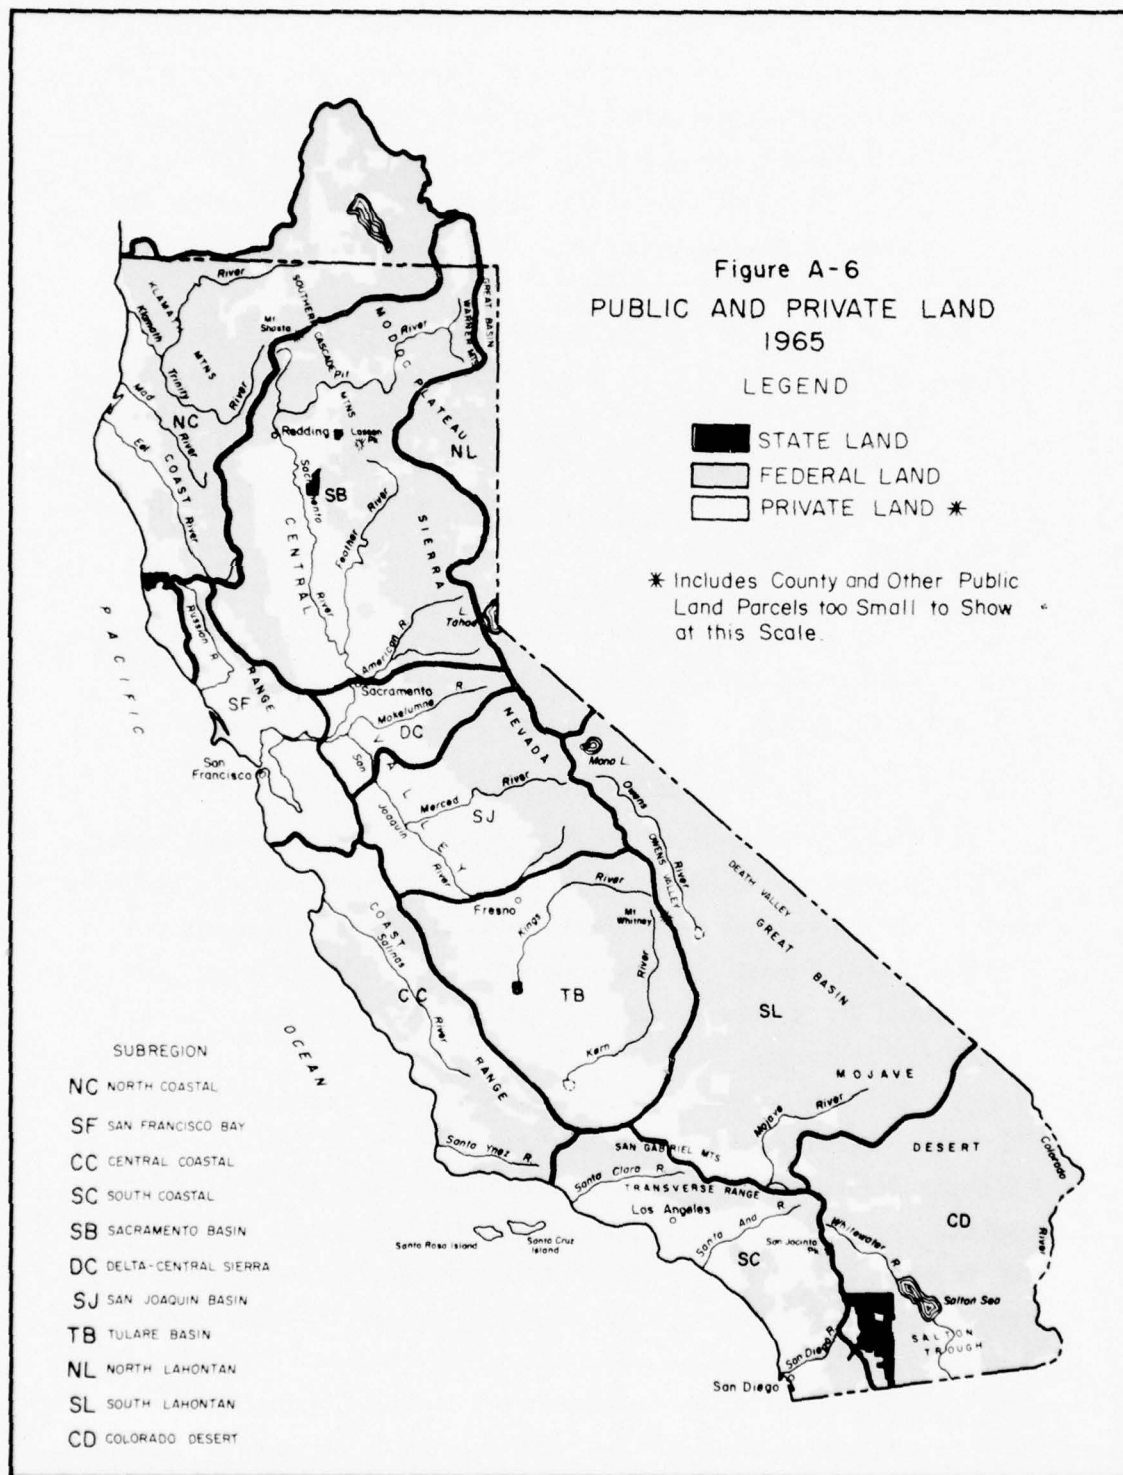 Figure A-6
PUBLIC AND PRIVATE LAND
1965
LEGEND
STATE LAND
FEDERAL LAND
PRIVATE LAND *
* Includes County and Other Public
Land Parcels too Small to Show
at this Scale.
KLAMATH
MTNS
River
Klamath
Trinity
River
Mt
Shasta
SOUTHERN
CASCADE
MTNS
MODOC PLATEAU
River
Pit
WARNER MTS
GREAT BASIN
Mad
River
NC
Eel
River
COAST
RANGE
Redding
Lassen
Pk
NL
SB
Sacramento
River
CENTRAL
VALLEY
Feather
River
SIERRA
NEVADA
L.
Tahoe
American R
PACIFIC
OCEAN
Russian R
SF
Sacramento
Mokelumne R
DC
San
Francisco
San
Joaquin
River
Merced River
SJ
Mono L.
Owens
River
OWENS VALLEY
DEATH VALLEY
GREAT
BASIN
Fresno
Kings
River
Mt
Whitney
COAST
RANGE
Salinas
River
CC
TB
Kern
River
SL
MOJAVE
DESERT
Mojave River
Santa Ynez R.
SAN GABRIEL MTS
Santa Clara R.
TRANSVERSE RANGE
Los Angeles
Santa Ana R
San Jacinto
Pk
SC
Santa Rosa Island
Santa Cruz
Island
Whitewater R
CD
Colorado
River
Salton Sea
SALTON
TROUGH
San Diego R
San Diego
SUBREGION
NC NORTH COASTAL
SF SAN FRANCISCO BAY
CC CENTRAL COASTAL
SC SOUTH COASTAL
SB SACRAMENTO BASIN
DC DELTA-CENTRAL SIERRA
SJ SAN JOAQUIN BASIN
TB TULARE BASIN
NL NORTH LAHONTAN
SL SOUTH LAHONTAN
CD COLORADO DESERT